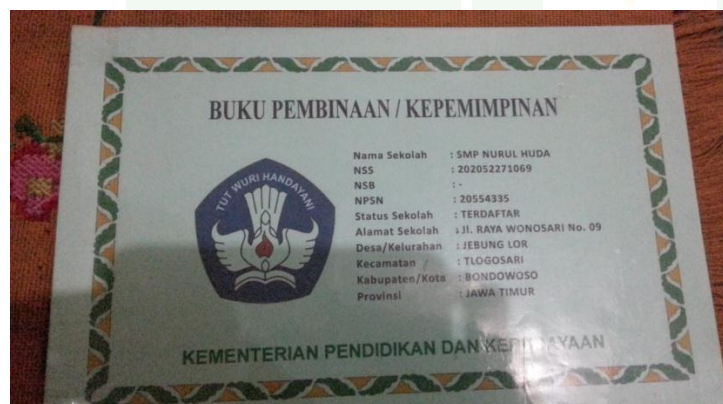 BUKU PEMBINAAN / KEPEMIMPINAN
Nama Sekolah : SMP NURUL HUDA
NSS : 202052271069
NSB : -
NPSN : 20554335
Status Sekolah : TERDAFTAR
Alamat Sekolah : Jl. RAYA WONOSARI No. 09
Desa/Kelurahan : JEBUNG LOR
Kecamatan : TLOGOSARI
Kabupaten/Kota : BONDOWOSO
Provinsi : JAWA TIMUR
TUT WURI HANDAYANI
KEMENTERIAN PENDIDIKAN DAN KEBUDAYAAN